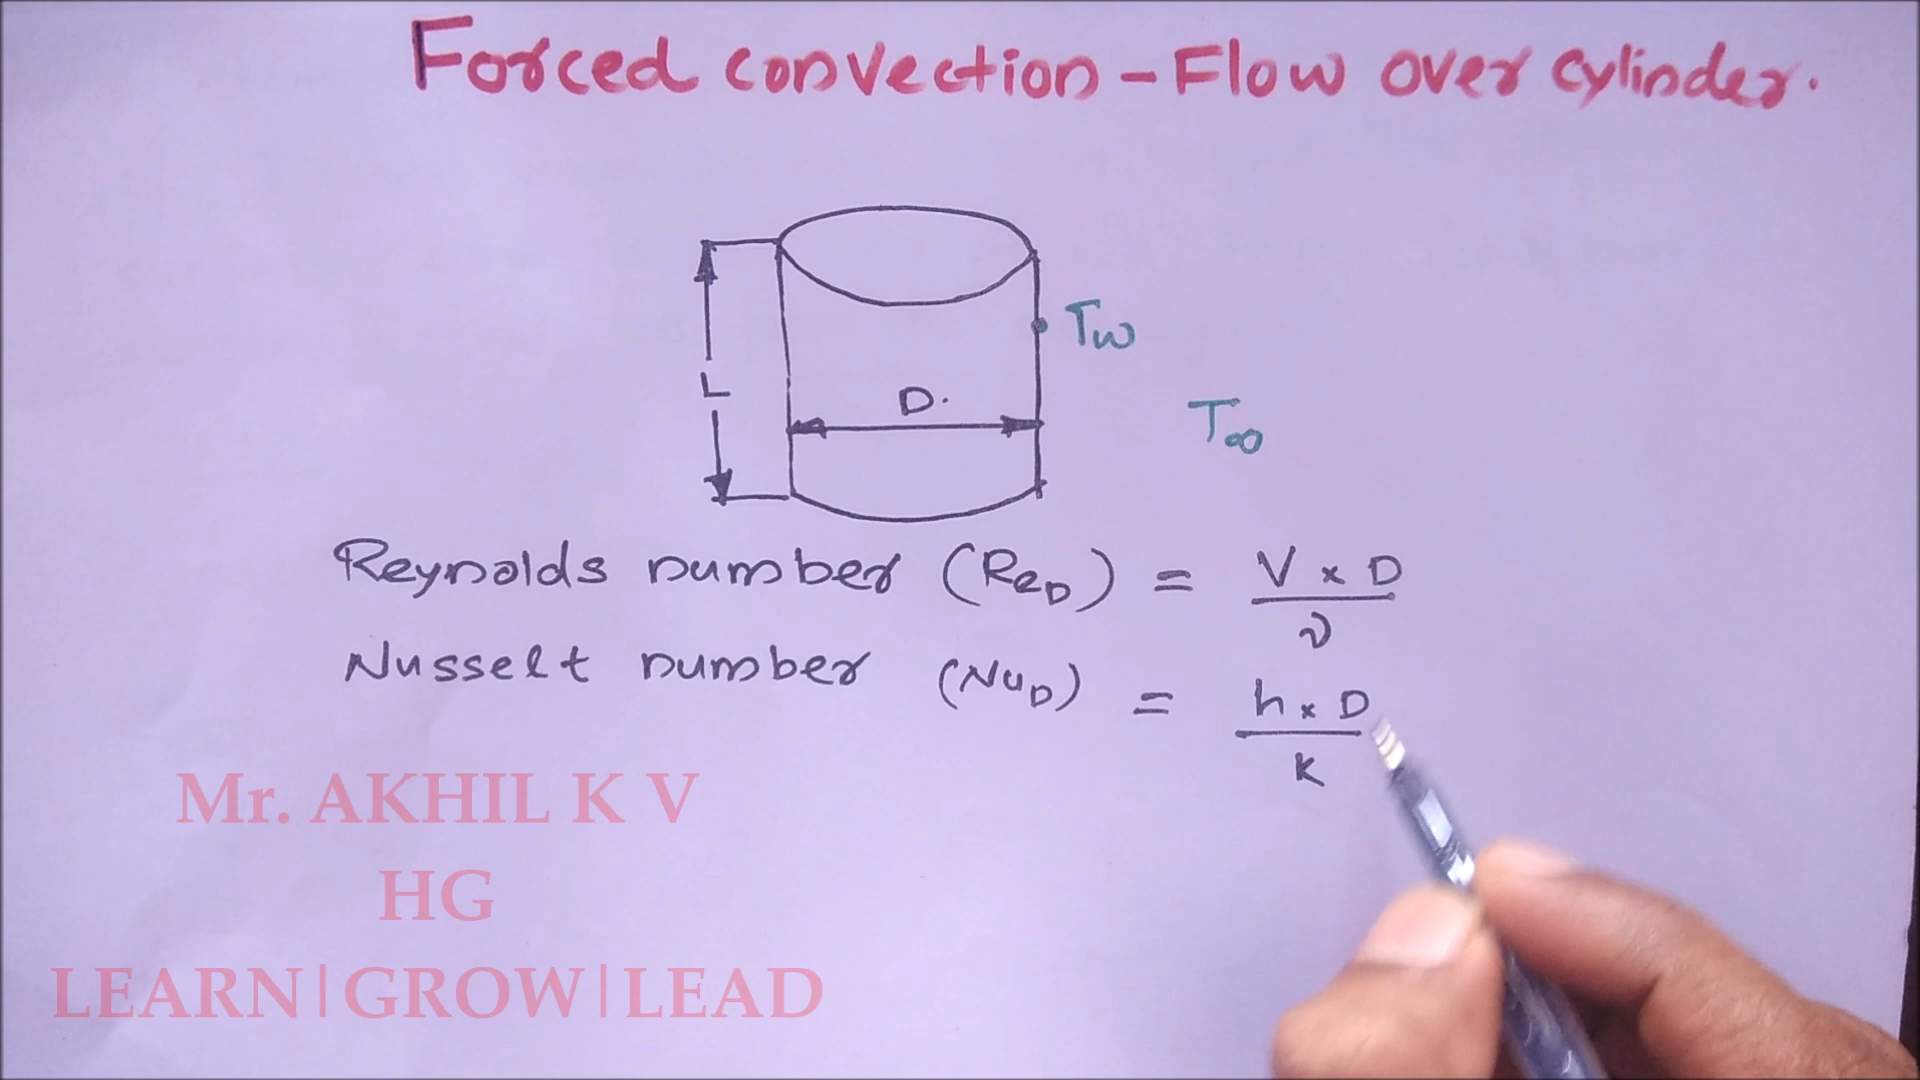 Forced convection - Flow over cylinder.
Tw
L
D.
T∞
Reynolds number (ReD) = V x D / ν
Nusselt number (NuD) = h x D / k
Mr. AKHIL K V
HG
LEARN|GROW|LEAD